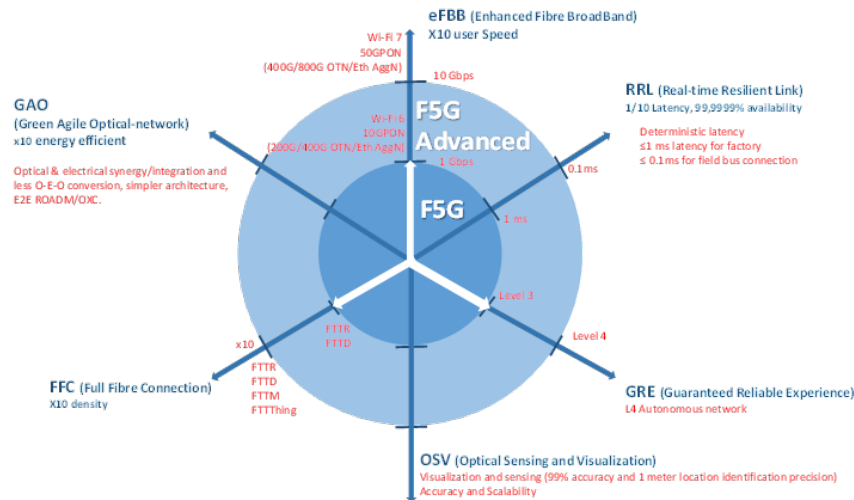 eFBB (Enhanced Fibre BroadBand)
X10 user Speed
Wi-Fi 7
50GPON
(400G/800G OTN/Eth AggN)
10 Gbps
RRL (Real-time Resilient Link)
1/10 Latency, 99,9999% availability
Deterministic latency
≤1 ms latency for factory
≤ 0.1ms for field bus connection
GAO
(Green Agile Optical-network)
x10 energy efficient
Optical & electrical synergy/integration and
less O-E-O conversion, simpler architecture,
E2E ROADM/OXC.
F5G
Advanced
Wi-Fi 6
10GPON
(200G/400G OTN/Eth AggN)
1 Gbps
0.1ms
F5G
1 ms
Level 3
Level 4
FTTR
FTTD
x10
FTTR
FTTD
FTTM
FTTThing
FFC (Full Fibre Connection)
X10 density
GRE (Guaranteed Reliable Experience)
L4 Autonomous network
OSV (Optical Sensing and Visualization)
Visualization and sensing (99% accuracy and 1 meter location identification precision)
Accuracy and Scalability